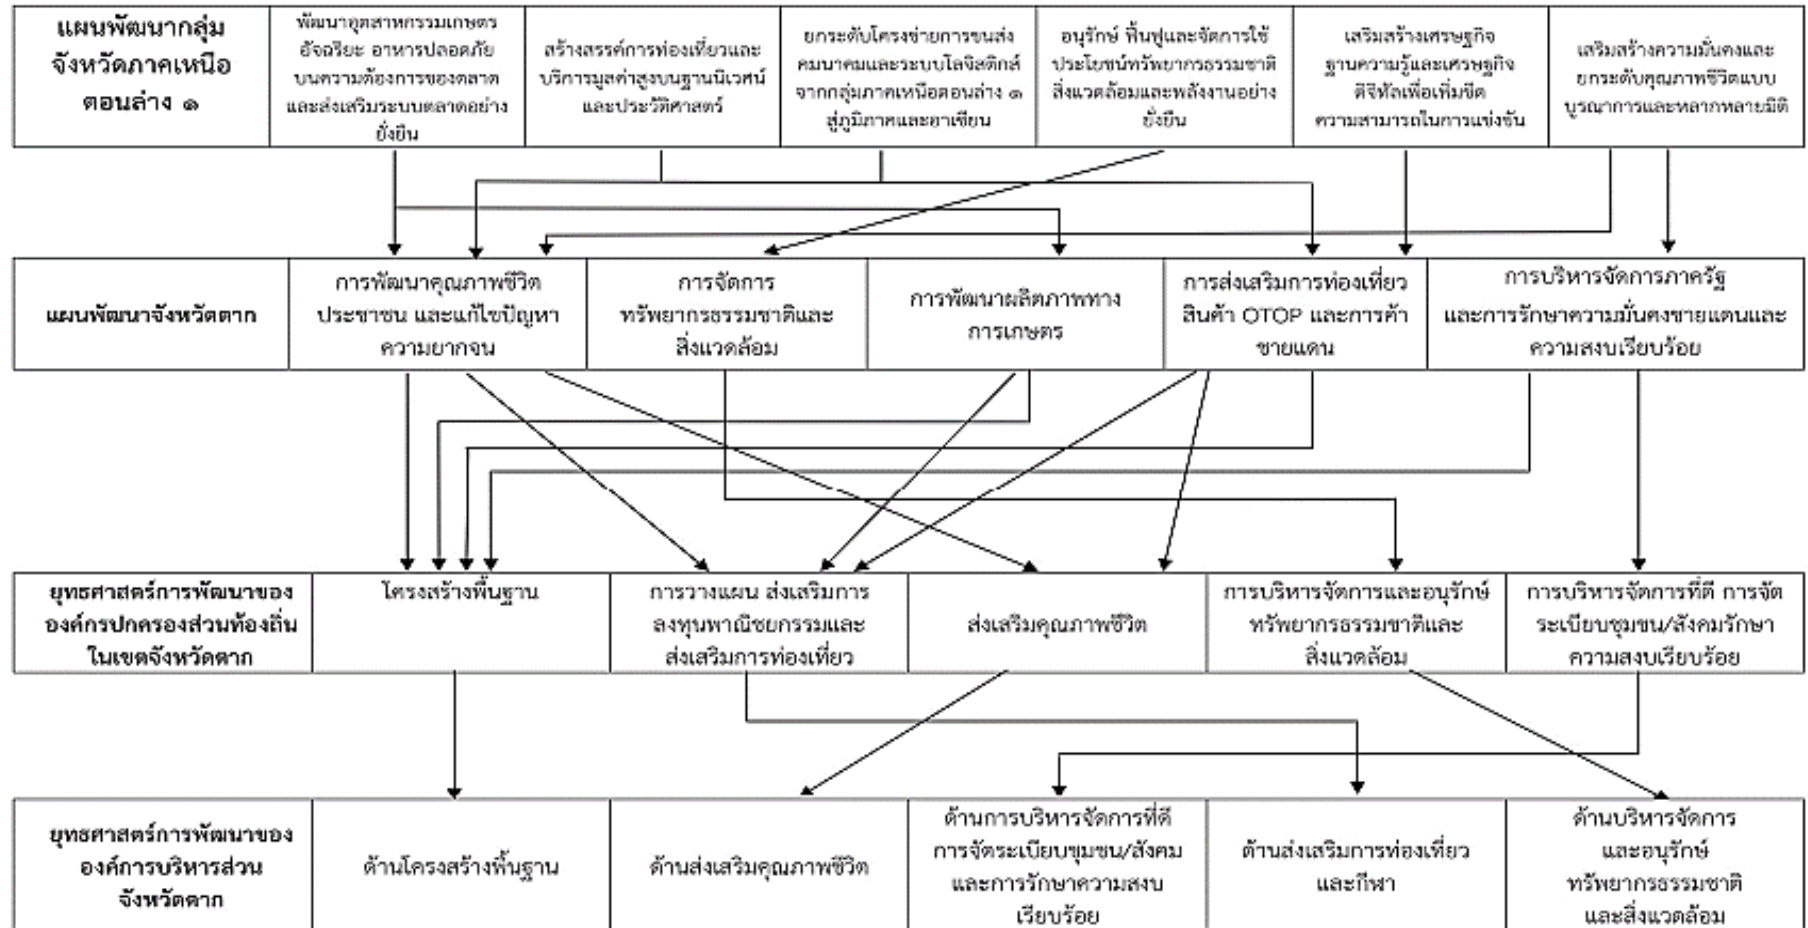 แผนพัฒนากลุ่ม
จังหวัดภาคเหนือ
ตอนล่าง ๑
พัฒนาอุตสาหกรรมเกษตร
อัจฉริยะ อาหารปลอดภัย
บนความต้องการของตลาด
และส่งเสริมระบบตลาดอย่าง
ยั่งยืน
สร้างสรรค์การท่องเที่ยวและ
บริการมูลค่าสูงบนฐานนิเวศน์
และประวัติศาสตร์
ยกระดับโครงข่ายการขนส่ง
คมนาคมและระบบโลจิสติกส์
จากกลุ่มภาคเหนือตอนล่าง ๑
สู่ภูมิภาคและอาเซียน
อนุรักษ์ ฟื้นฟูและจัดการใช้
ประโยชน์ทรัพยากรธรรมชาติ
สิ่งแวดล้อมและพลังงานอย่าง
ยั่งยืน
เสริมสร้างเศรษฐกิจ
ฐานความรู้และเศรษฐกิจ
ดิจิทัลเพื่อเพิ่มขีด
ความสามารถในการแข่งขัน
เสริมสร้างความมั่นคงและ
ยกระดับคุณภาพชีวิตแบบ
บูรณาการและหลากหลายมิติ
แผนพัฒนาจังหวัดตาก
การพัฒนาคุณภาพชีวิต
ประชาชน และแก้ไขปัญหา
ความยากจน
การจัดการ
ทรัพยากรธรรมชาติและ
สิ่งแวดล้อม
การพัฒนาผลิตภาพทาง
การเกษตร
การส่งเสริมการท่องเที่ยว
สินค้า OTOP และการค้า
ชายแดน
การบริหารจัดการภาครัฐ
และการรักษาความมั่นคงชายแดนและ
ความสงบเรียบร้อย
ยุทธศาสตร์การพัฒนาของ
องค์กรปกครองส่วนท้องถิ่น
ในเขตจังหวัดตาก
โครงสร้างพื้นฐาน
การวางแผน ส่งเสริมการ
ลงทุนพาณิชยกรรมและ
ส่งเสริมการท่องเที่ยว
ส่งเสริมคุณภาพชีวิต
การบริหารจัดการและอนุรักษ์
ทรัพยากรธรรมชาติและ
สิ่งแวดล้อม
การบริหารจัดการที่ดี การจัด
ระเบียบชุมชน/สังคมรักษา
ความสงบเรียบร้อย
ยุทธศาสตร์การพัฒนาของ
องค์การบริหารส่วน
จังหวัดตาก
ด้านโครงสร้างพื้นฐาน
ด้านส่งเสริมคุณภาพชีวิต
ด้านการบริหารจัดการที่ดี
การจัดระเบียบชุมชน/สังคม
และการรักษาความสงบ
เรียบร้อย
ด้านส่งเสริมการท่องเที่ยว
และกีฬา
ด้านบริหารจัดการ
และอนุรักษ์
ทรัพยากรธรรมชาติ
และสิ่งแวดล้อม